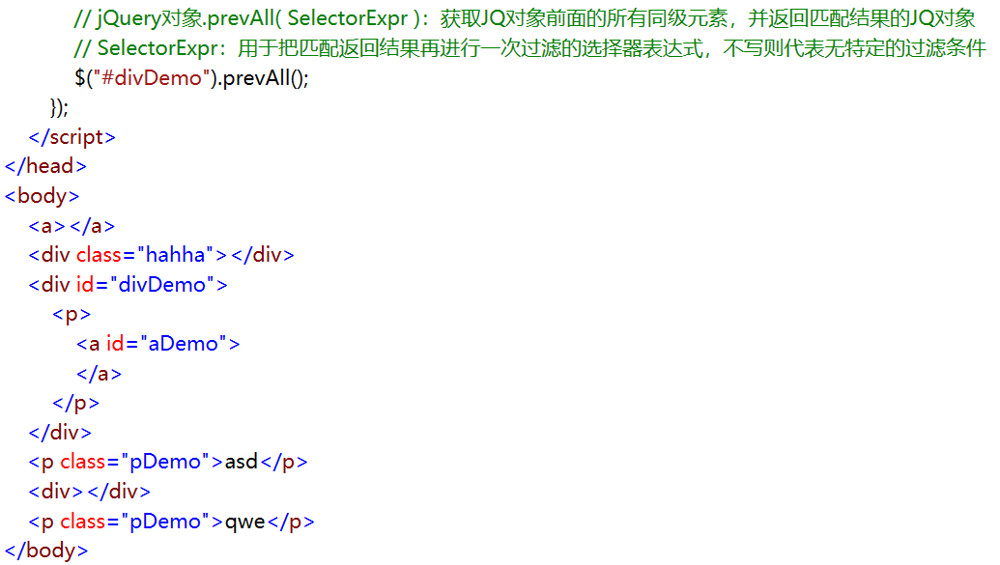 // jQuery对象.prevAll( SelectorExpr )：获取JQ对象前面的所有同级元素，并返回匹配结果的JQ对象
// SelectorExpr：用于把匹配返回结果再进行一次过滤的选择器表达式，不写则代表无特定的过滤条件
$("#divDemo").prevAll();
});
</script>
</head>
<body>
<a></a>
<div class="hahha"></div>
<div id="divDemo">
<p>
<a id="aDemo">
</a>
</p>
</div>
<p class="pDemo">asd</p>
<div></div>
<p class="pDemo">qwe</p>
</body>